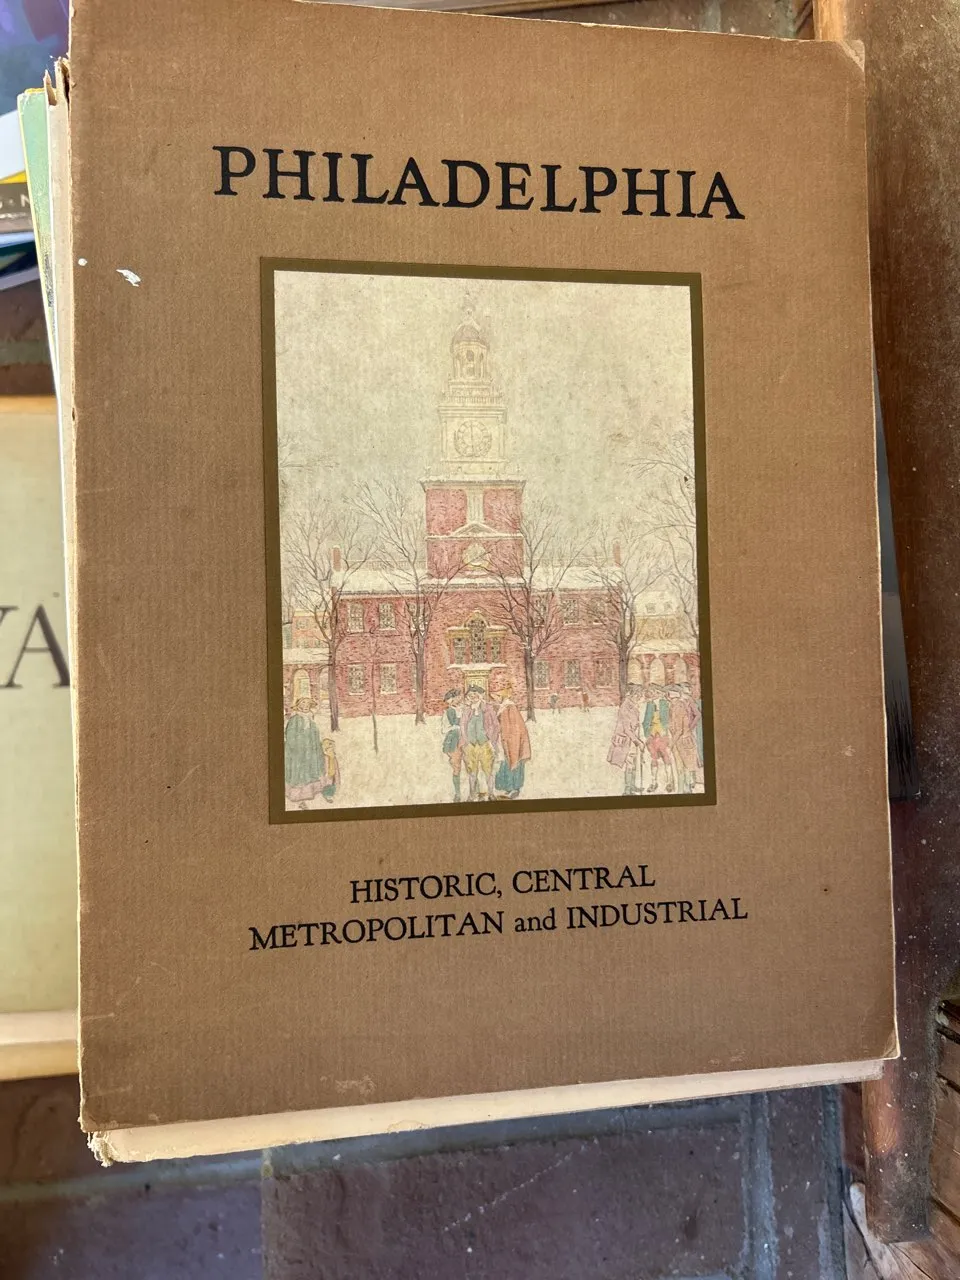 PHILADELPHIA
HISTORIC, CENTRAL
METROPOLITAN and INDUSTRIAL